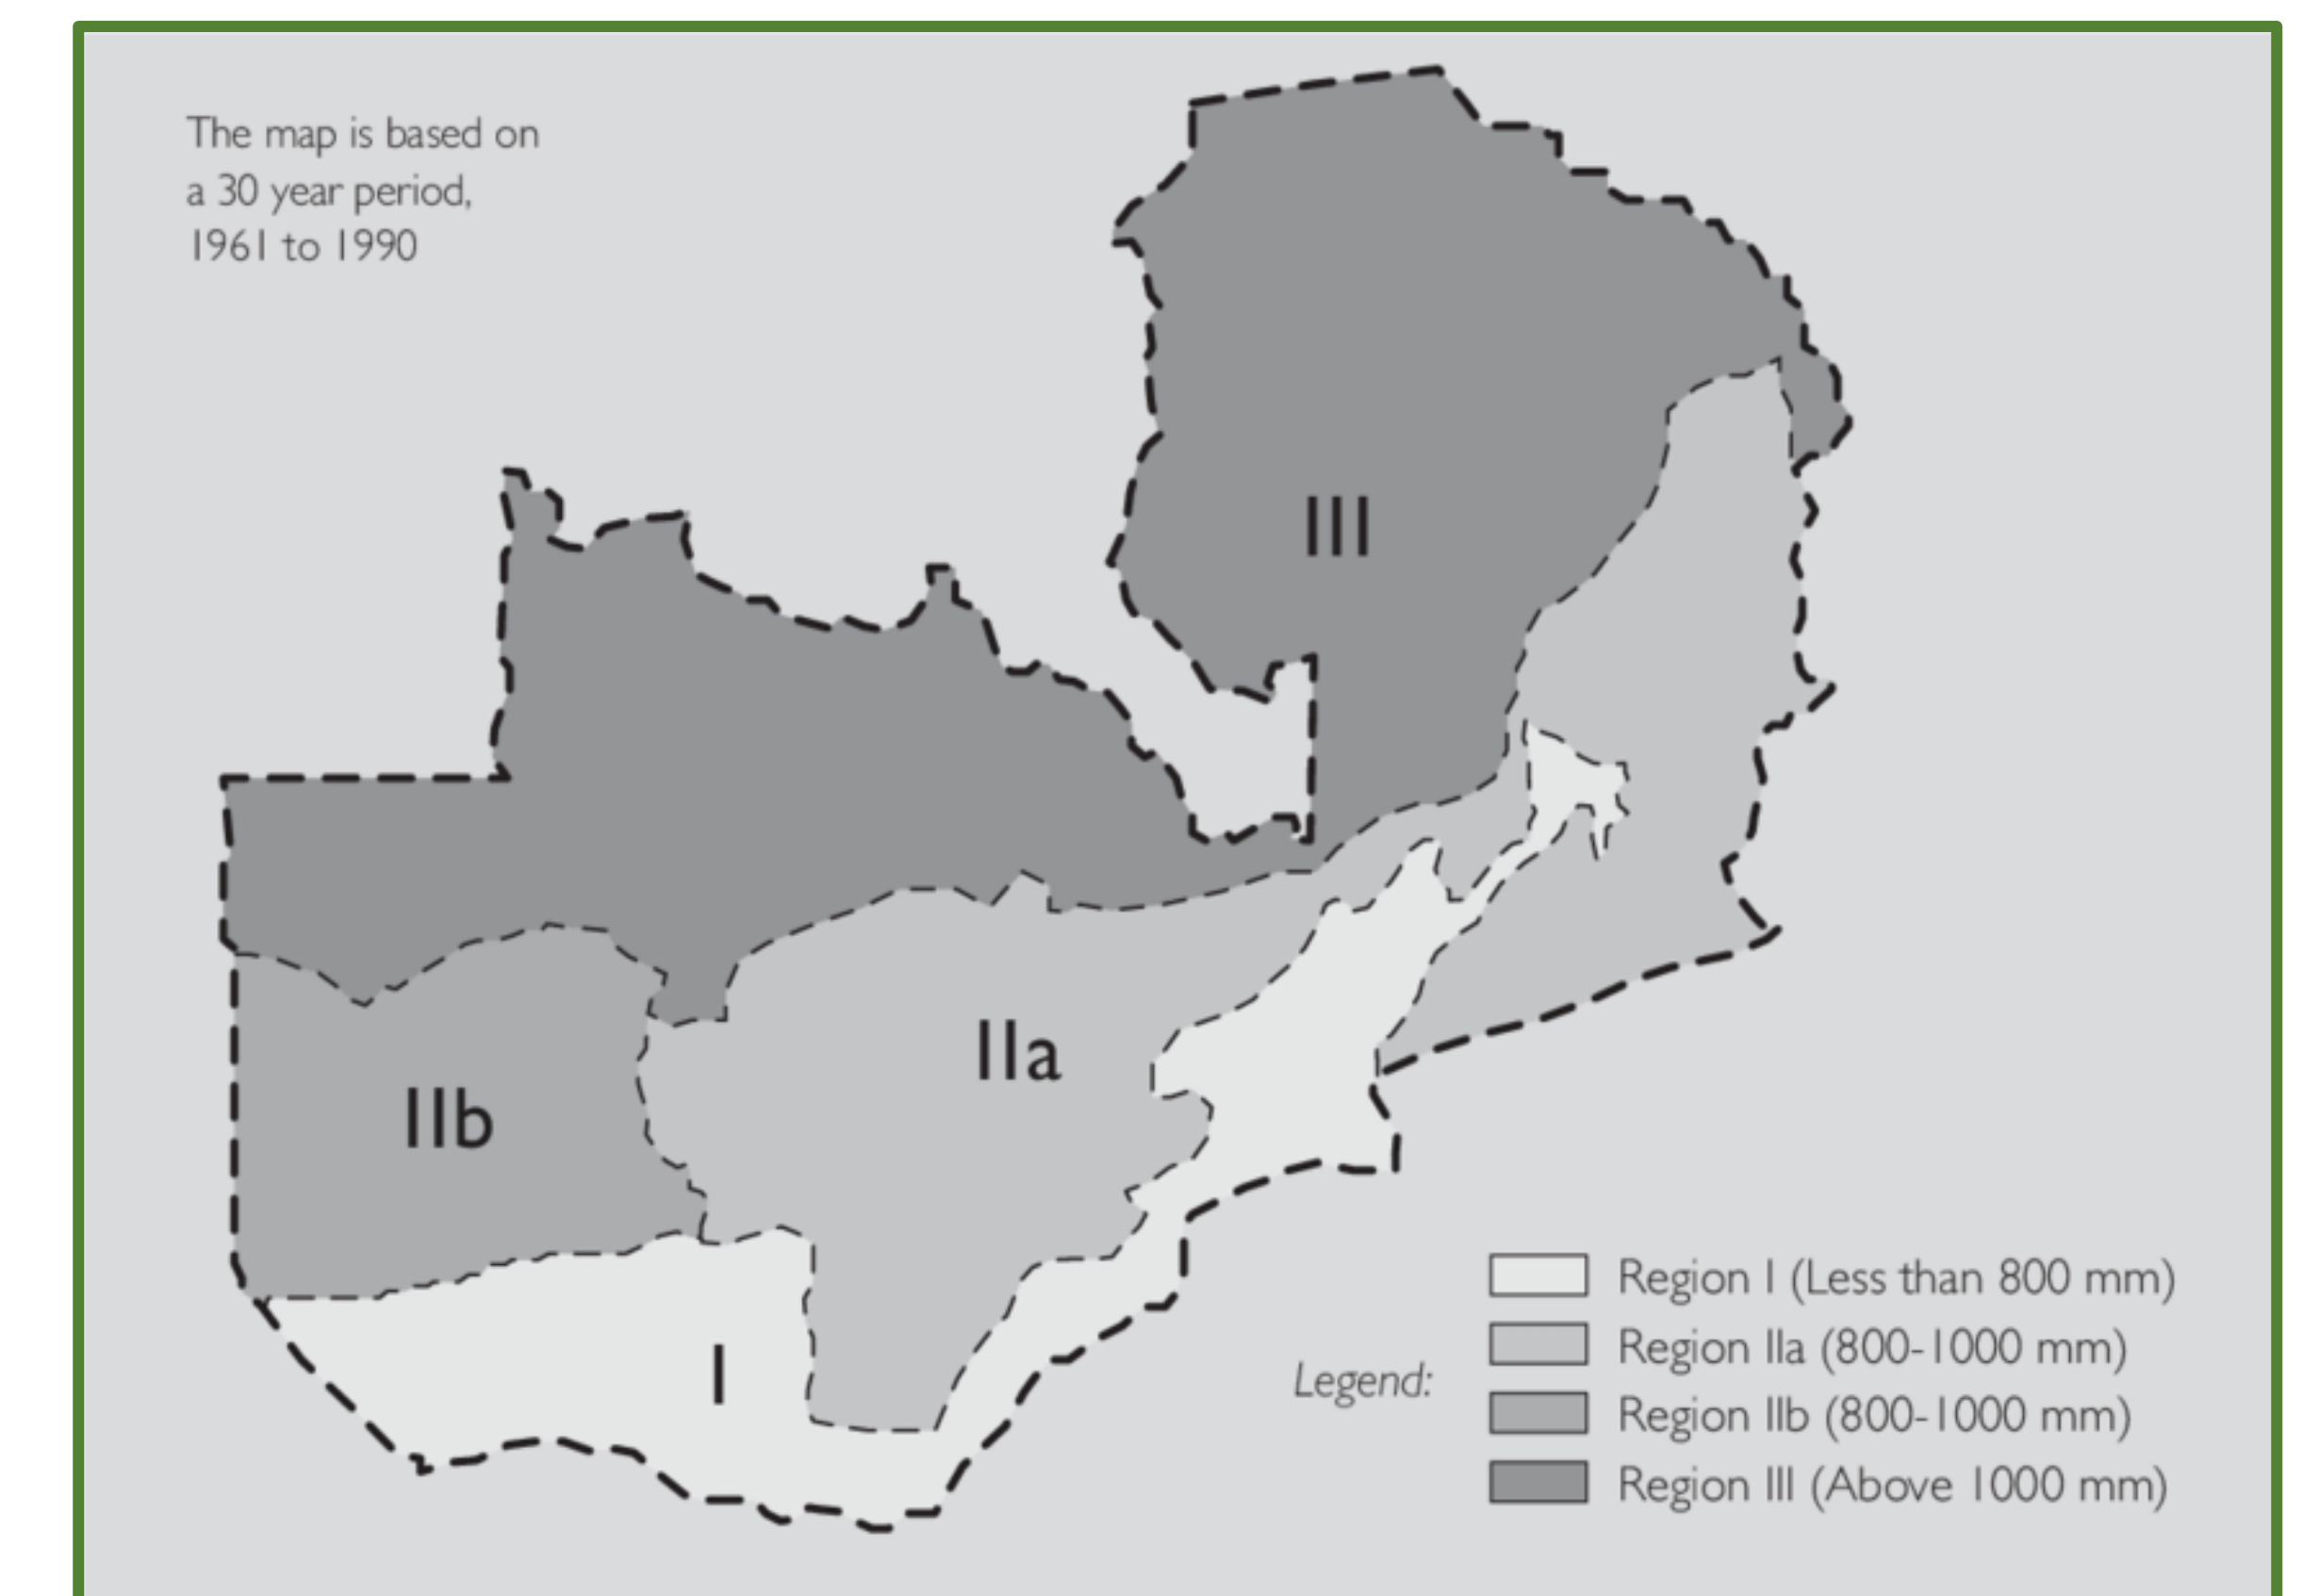 The map is based on
a 30 year period,
1961 to 1990
III
IIa
IIb
I
Legend:
Region I (Less than 800 mm)
Region IIa (800-1000 mm)
Region IIb (800-1000 mm)
Region III (Above 1000 mm)